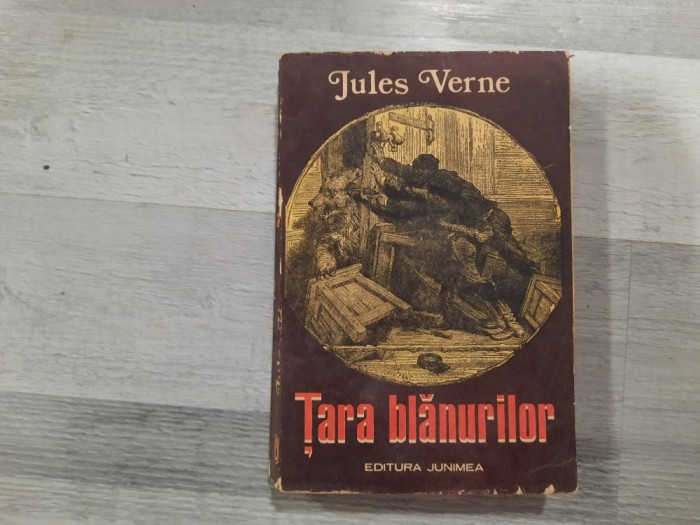 Jules Verne
Țara blănurilor
EDITURA JUNIMEA